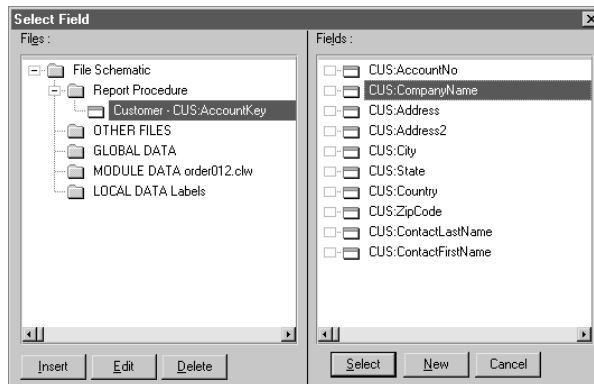 Select Field
Files :
File Schematic
Report Procedure
Customer - CUS:AccountKey
OTHER FILES
GLOBAL DATA
MODULE DATA order012.clw
LOCAL DATA Labels
Insert
Edit
Delete
Fields :
CUS:AccountNo
CUS:CompanyName
CUS:Address
CUS:Address2
CUS:City
CUS:State
CUS:Country
CUS:ZipCode
CUS:ContactLastName
CUS:ContactFirstName
Select
New
Cancel